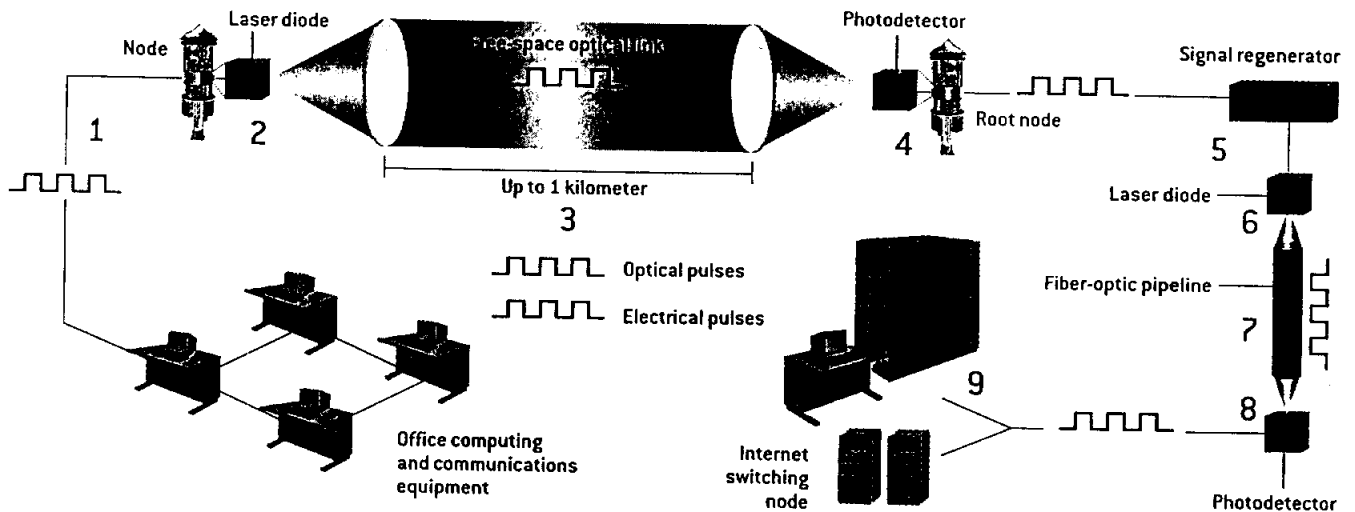 Laser diode
Node
Free-space optical link
Photodetector
Signal regenerator
Root node
1
2
4
5
Up to 1 kilometer
3
Laser diode
6
Optical pulses
Electrical pulses
Fiber-optic pipeline
7
9
8
Office computing
and communications
equipment
Internet
switching
node
Photodetector